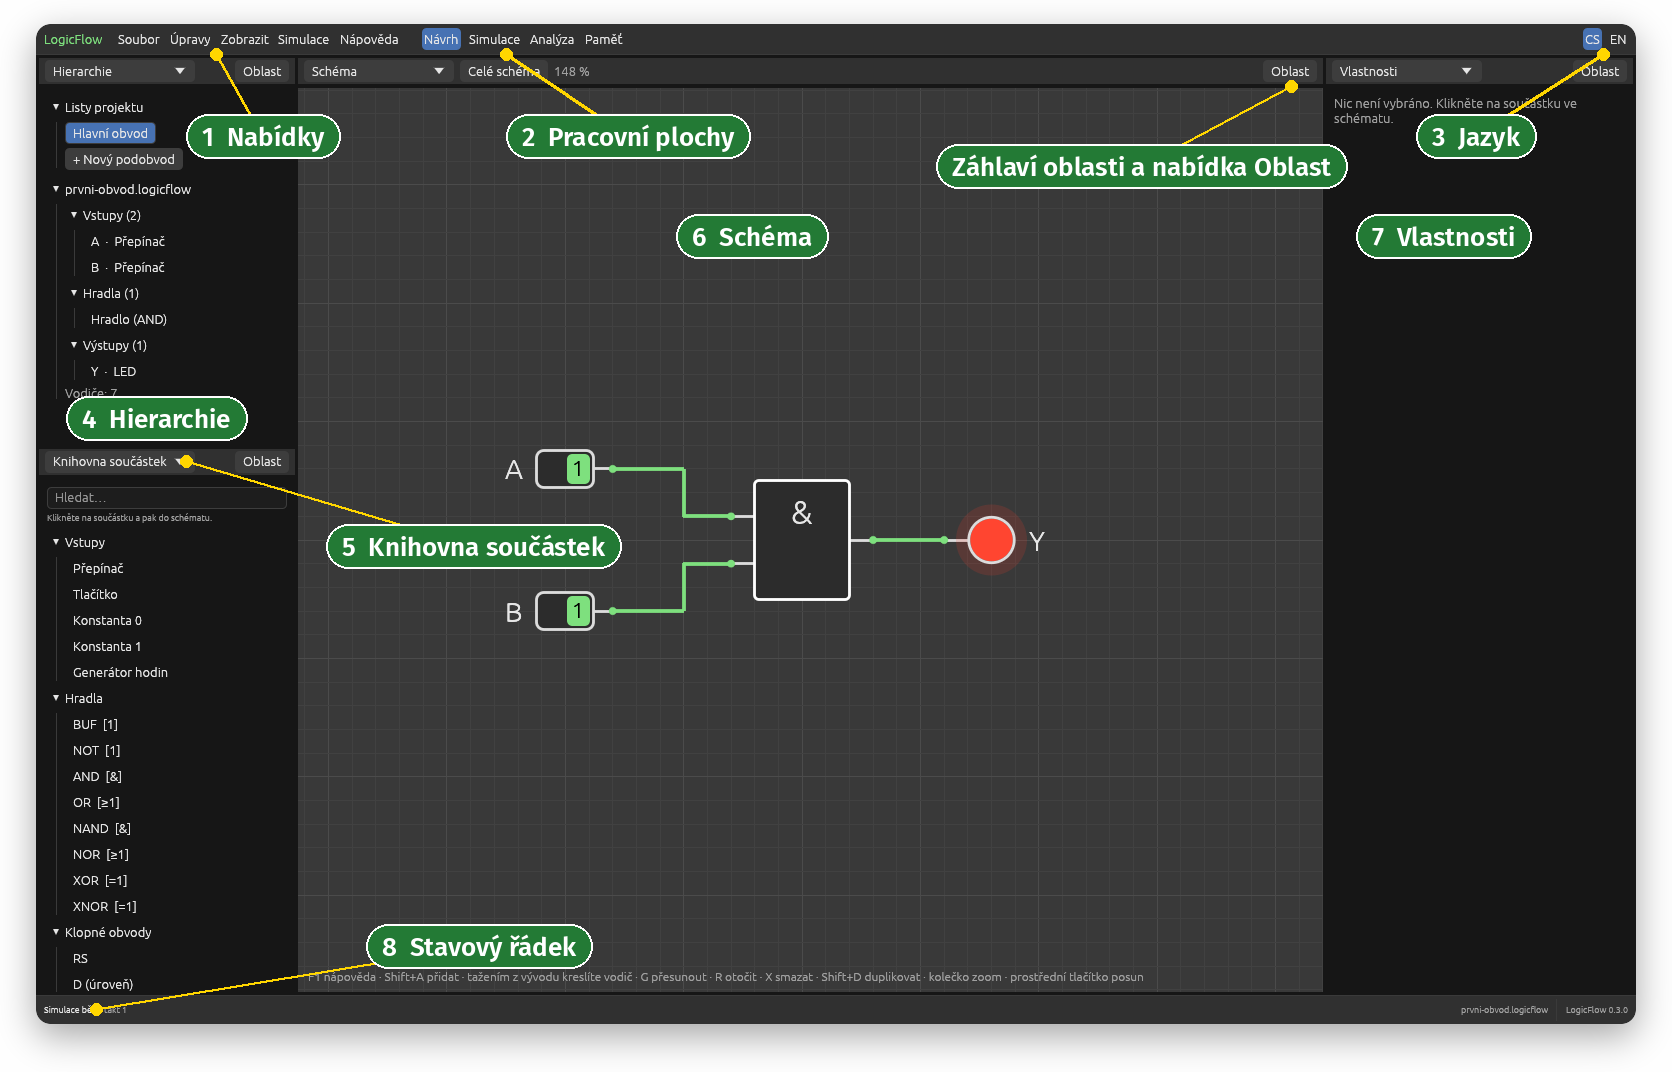 LogicFlow Soubor Úpravy Zobrazit Simulace Nápověda Návrh Simulace Analýza Paměť CS EN
Hierarchie Oblast
Schéma Celé schéma 148 % Oblast
Vlastnosti Oblast
Listy projektu
Hlavní obvod
+ Nový podobvod
prvni-obvod.logicflow
Vstupy (2)
A · Přepínač
B · Přepínač
Hradla (1)
Hradlo (AND)
Výstupy (1)
Y · LED
Vodiče: 7
1 Nabídky
2 Pracovní plochy
Záhlaví oblasti a nabídka Oblast
Nic není vybráno. Klikněte na součástku ve
schématu.
3 Jazyk
6 Schéma
7 Vlastnosti
4 Hierarchie
Knihovna součástek Oblast
Hledat...
Klikněte na součástku a pak do schématu.
5 Knihovna součástek
Vstupy
Přepínač
Tlačítko
Konstanta 0
Konstanta 1
Generátor hodin
Hradla
BUF [1]
NOT [1]
AND [&]
OR [≥1]
NAND [&]
NOR [≥1]
XOR [=1]
XNOR [=1]
Klopné obvody
RS
D (úroveň)
A 1
&
Y
B 1
8 Stavový řádek
F1 nápověda · Shift+A přidat · tažením z vývodu kreslíte vodič · G přesunout · R otočit · X smazat · Shift+D duplikovat · kolečko zoom · prostřední tlačítko posun
Simulace takt 1
prvni-obvod.logicflow LogicFlow 0.3.0